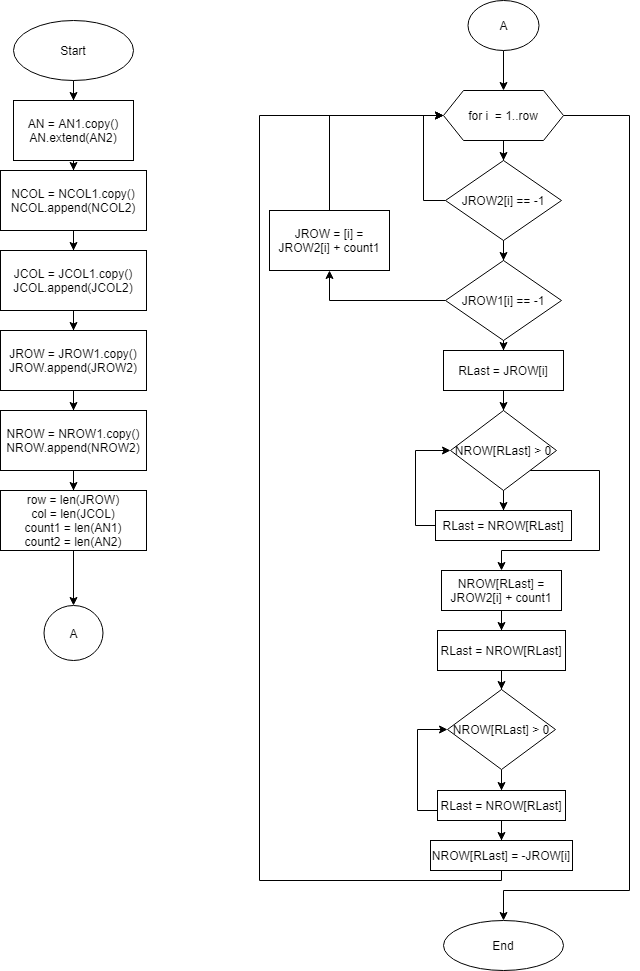 Start
AN = AN1.copy()
AN.extend(AN2)
NCOL = NCOL1.copy()
NCOL.append(NCOL2)
JCOL = JCOL1.copy()
JCOL.append(JCOL2)
JROW = JROW1.copy()
JROW.append(JROW2)
NROW = NROW1.copy()
NROW.append(NROW2)
row = len(JROW)
col = len(JCOL)
count1 = len(AN1)
count2 = len(AN2)
A
A
for i = 1..row
JROW2[i] == -1
JROW = [i] =
JROW2[i] + count1
JROW1[i] == -1
RLast = JROW[i]
NROW[RLast] > 0
RLast = NROW[RLast]
NROW[RLast] =
JROW2[i] + count1
RLast = NROW[RLast]
NROW[RLast] > 0
RLast = NROW[RLast]
NROW[RLast] = -JROW[i]
End